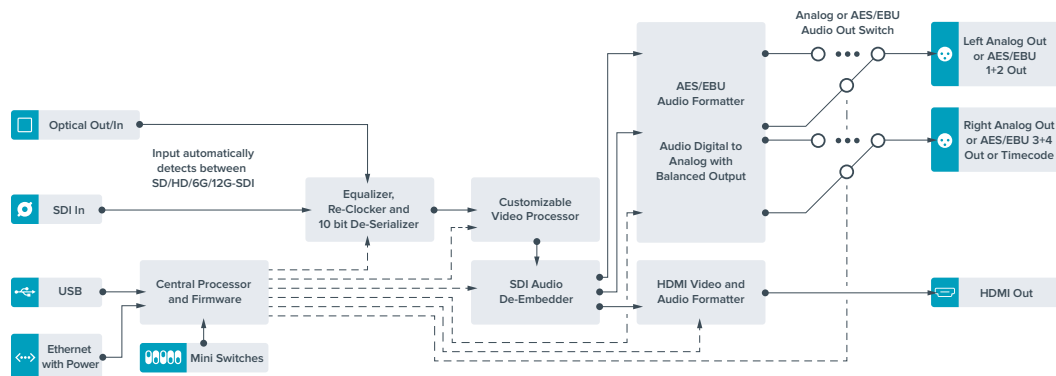 Analog or AES/EBU
Audio Out Switch
Left Analog Out
or AES/EBU
1+2 Out
AES/EBU
Audio Formatter
Optical Out/In
Right Analog Out
or AES/EBU 3+4
Out or Timecode
Input automatically
detects between
SD/HD/6G/12G-SDI
Audio Digital to
Analog with
Balanced Output
SDI In
Equalizer,
Re-Clocker and
10 bit De-Serializer
Customizable
Video Processor
USB
Central Processor
and Firmware
SDI Audio
De-Embedder
HDMI Video and
Audio Formatter
HDMI Out
Ethernet
with Power
Mini Switches